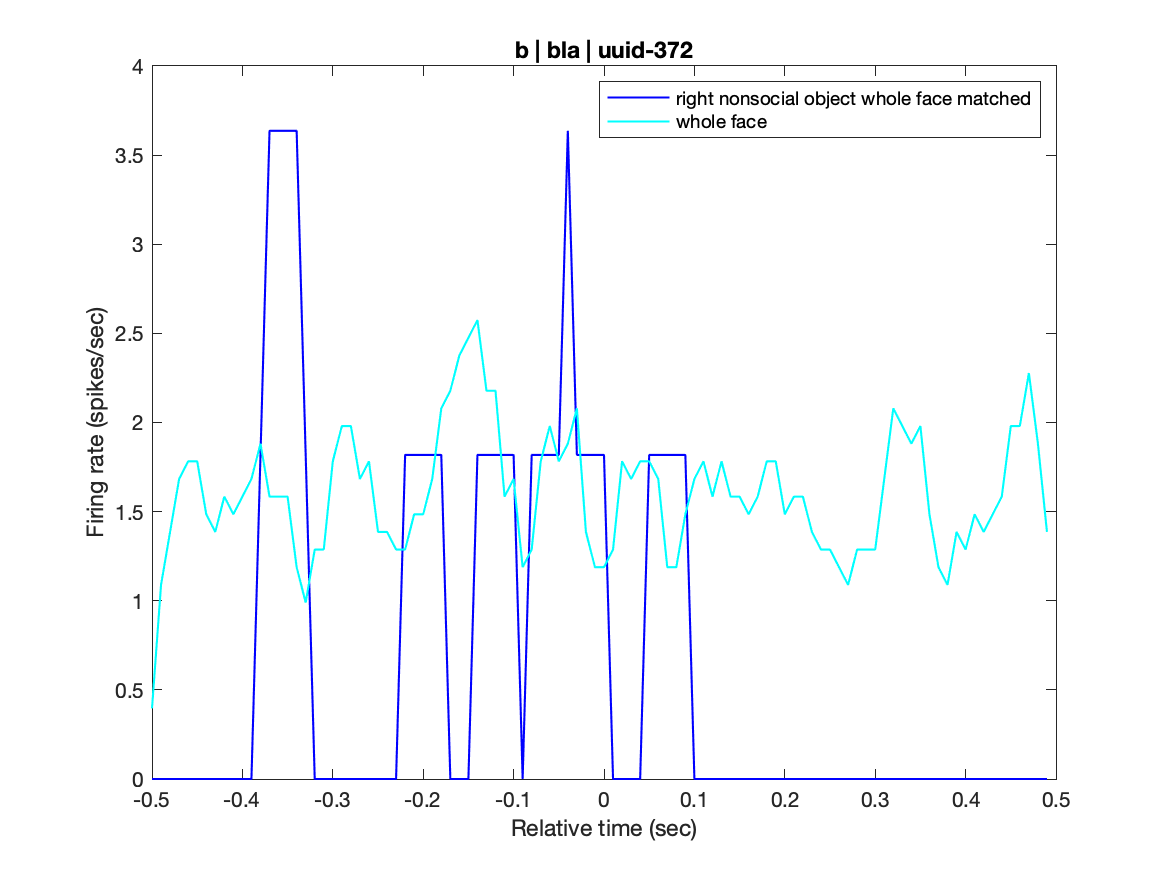 b | bla | uuid-372
right nonsocial object whole face matched
whole face
Firing rate (spikes/sec)
4
3.5
3
2.5
2
1.5
1
0.5
0
-0.5 -0.4 -0.3 -0.2 -0.1 0 0.1 0.2 0.3 0.4 0.5
Relative time (sec)